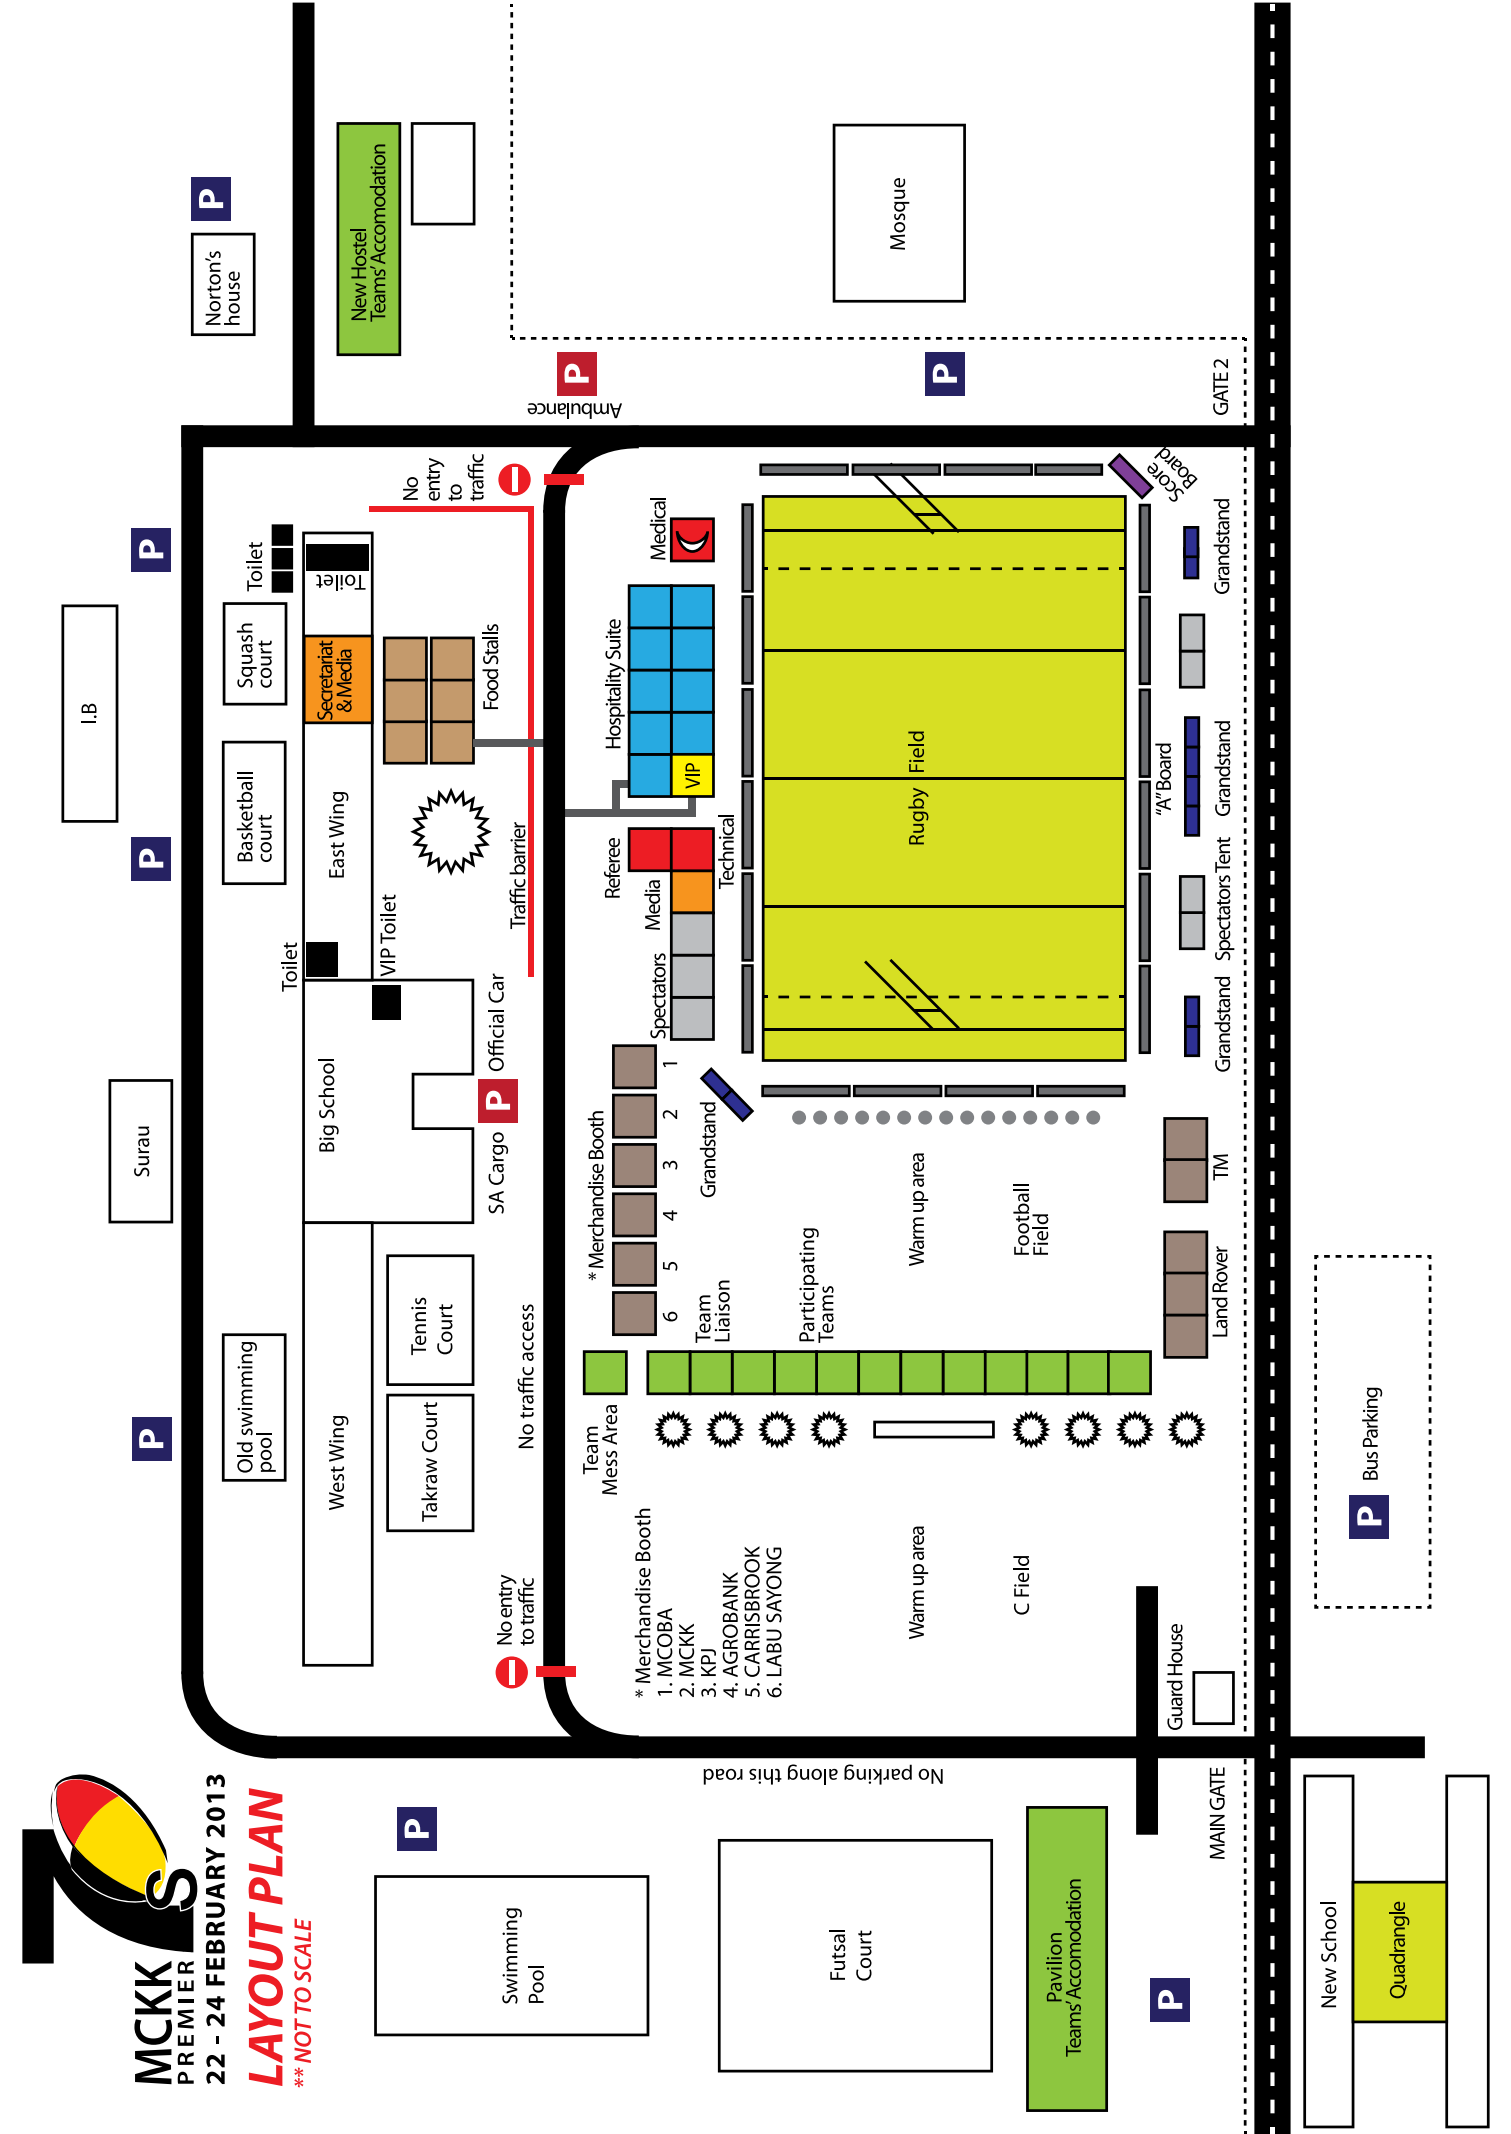 7s
MCKK
PREMIER
22 – 24 FEBRUARY 2013
LAYOUT PLAN
** NOT TO SCALE
I.B
Surau
P
P
P
P
Norton's
house
Old swimming
pool
Basketball
court
Squash
court
Toilet
Toilet
Toilet
West Wing
Big School
East Wing
Secretariat
& Media
New Hostel
Teams' Accomodation
Takraw Court
Tennis
Court
VIP Toilet
Food Stalls
No
entry
to
traffic
P
Swimming
Pool
No entry
to traffic
No traffic access
SA Cargo
P
Official Car
Traffic barrier
P
Ambulance
Team
Mess Area
* Merchandise Booth
6
5
4
3
2
1
Referee
Hospitality Suite
Spectators
Media
Medical
VIP
Technical
* Merchandise Booth
1. MCOBA
2. MCKK
3. KPJ
4. AGROBANK
5. CARRISBROOK
6. LABU SAYONG
Team
Liaison
Grandstand
Participating
Teams
No parking along this road
Futsal
Court
Warm up area
Warm up area
Rugby Field
Mosque
P
C Field
Football
Field
Pavilion
Teams' Accomodation
P
Guard House
MAIN GATE
Land Rover
TM
"A" Board
Score
Board
Grandstand
Spectators Tent
Grandstand
Grandstand
GATE 2
New School
Quadrangle
P
Bus Parking